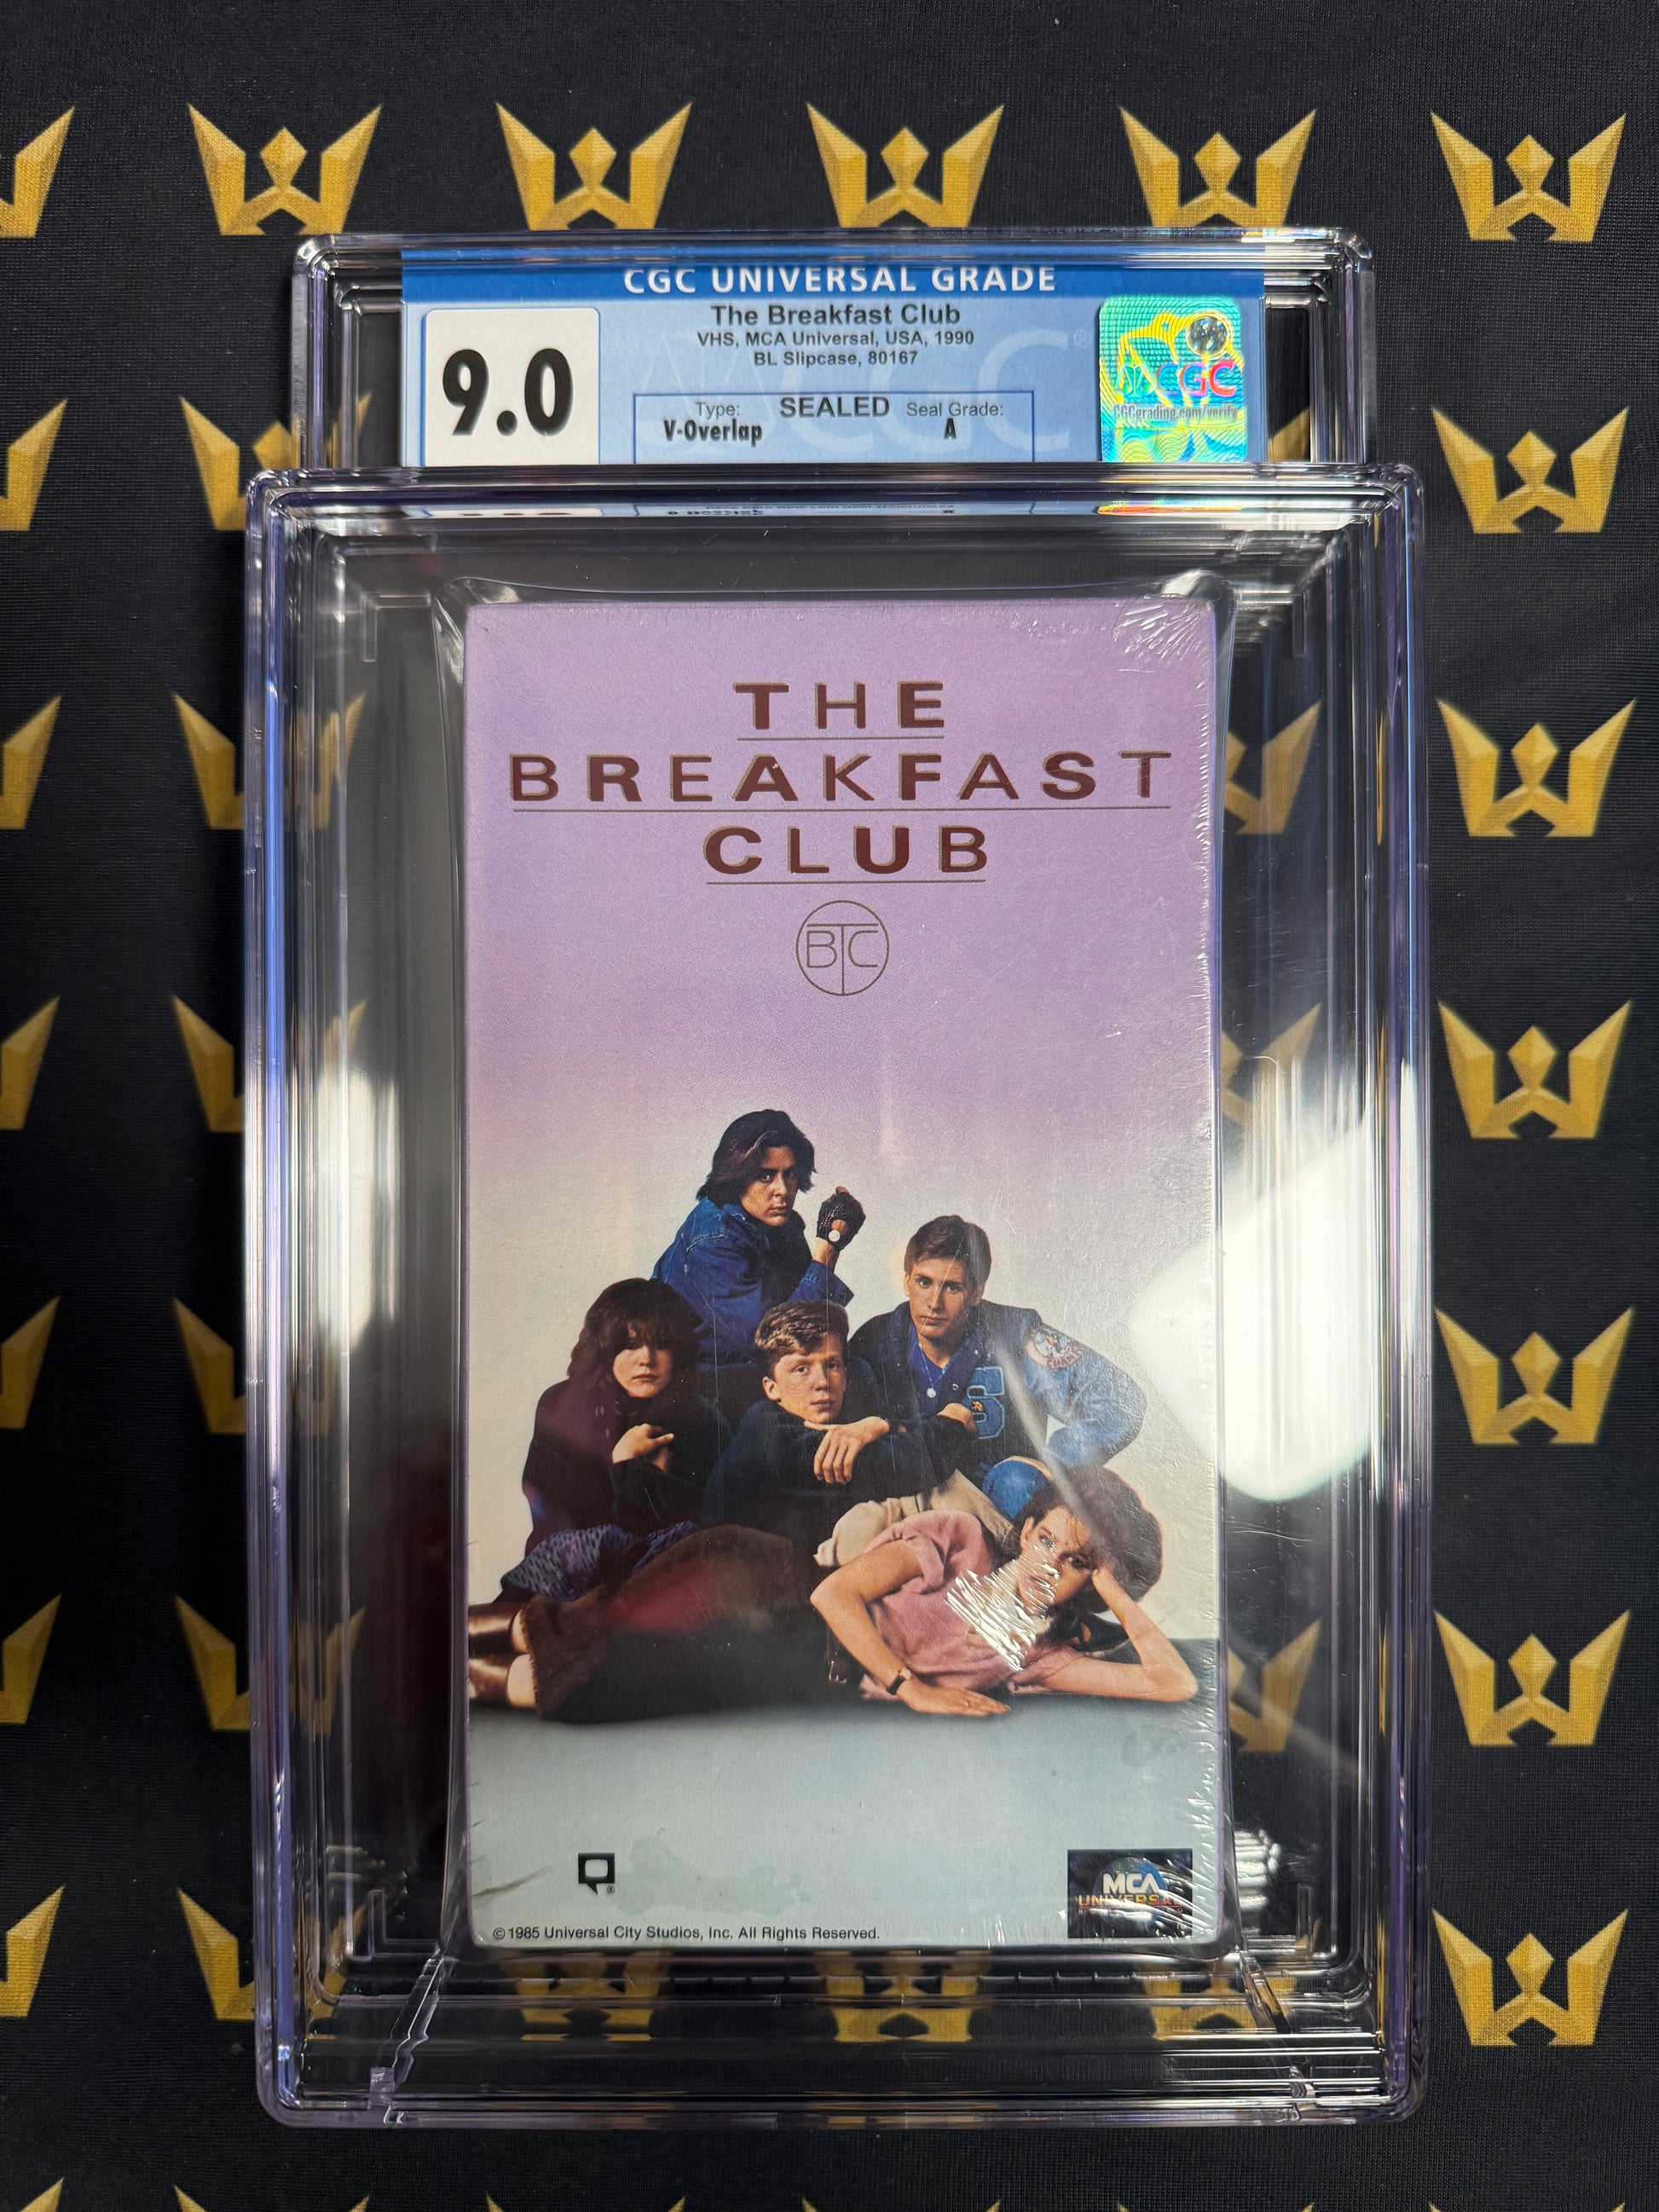 CGC UNIVERSAL GRADE
9.0
The Breakfast Club
VHS, MCA Universal, USA, 1990
BL Slipcase, 80167
Type: SEALED Seal Grade:
V-Overlap A
CGC
CGCgrading.com/verify
THE
BREAKFAST
CLUB
BTC
S
MCA
UNIVERSAL
©1985 Universal City Studios, Inc. All Rights Reserved.